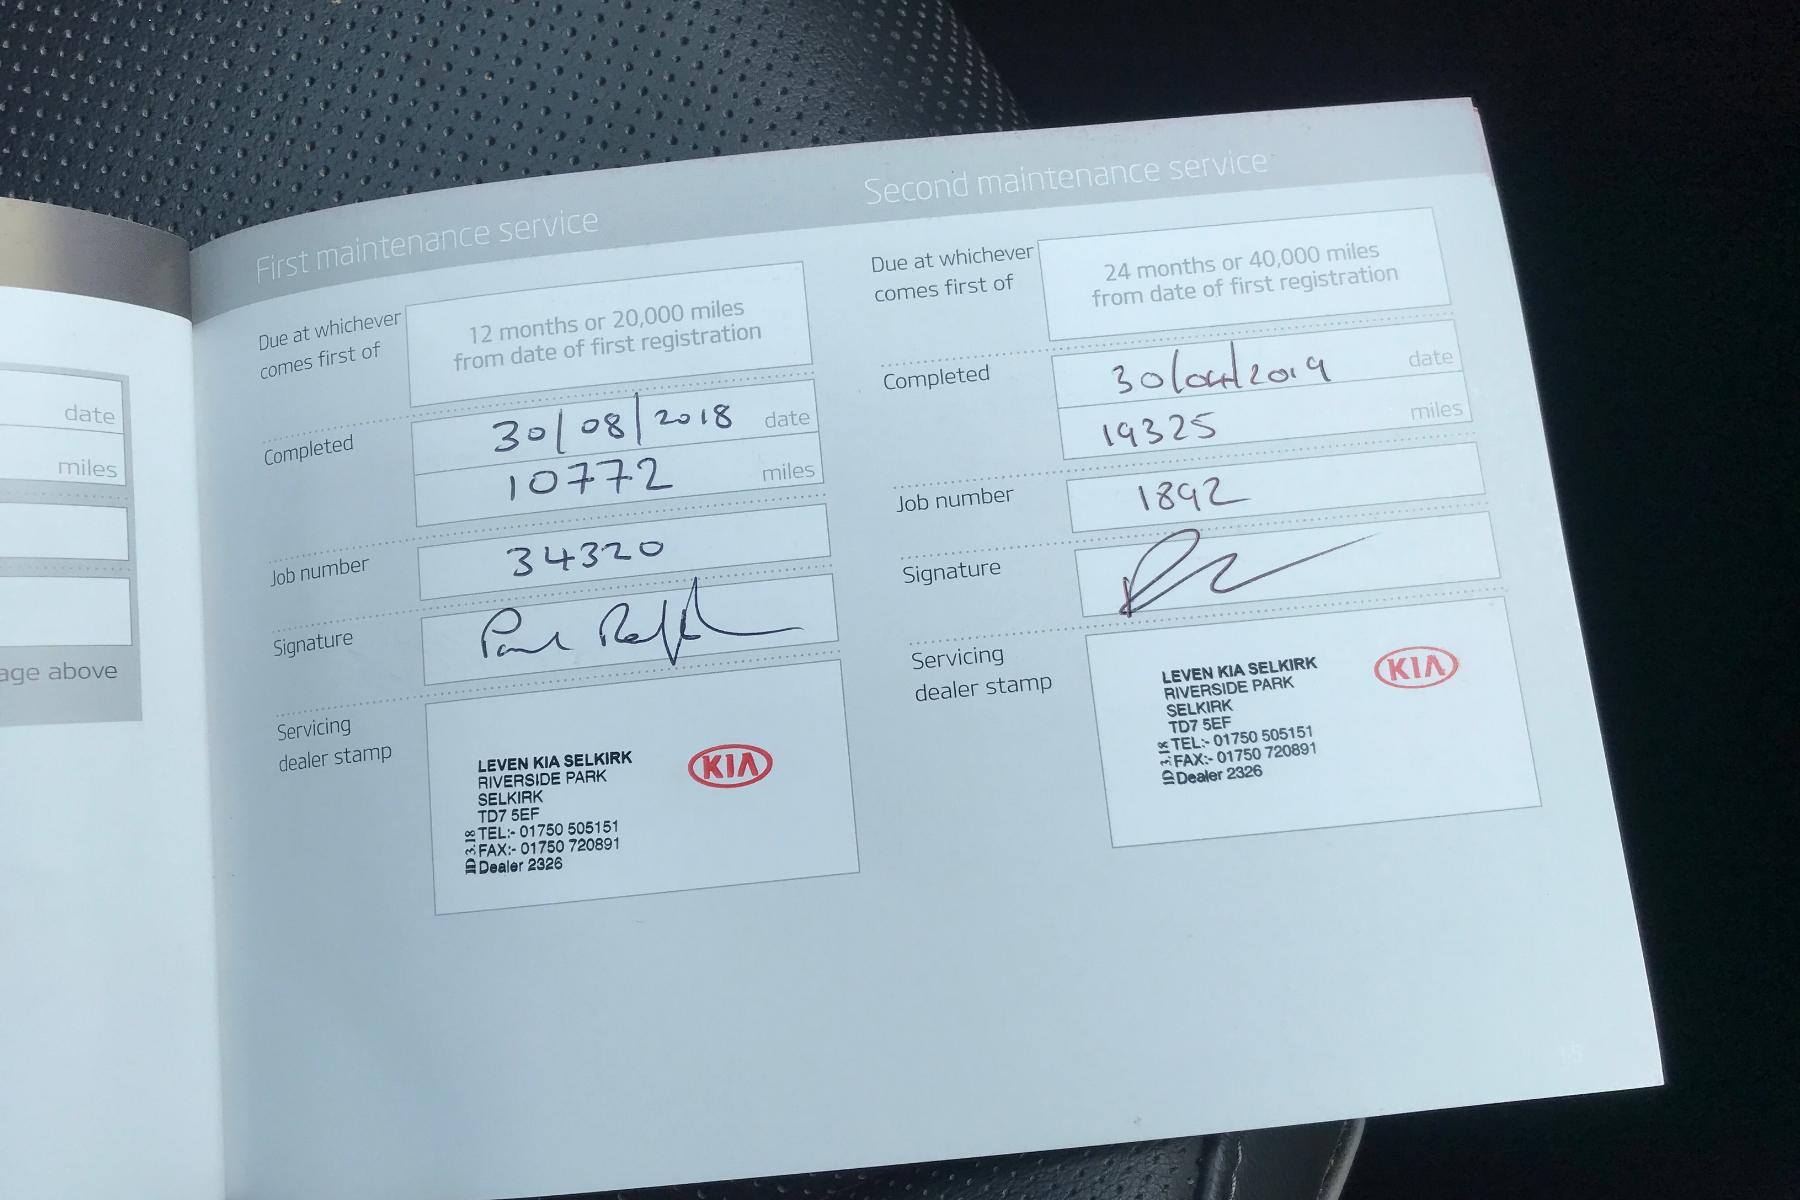 date
miles
age above
First maintenance service
Due at whichever
comes first of
12 months or 20,000 miles
from date of first registration
Completed
30/08/2018 date
10772 miles
Job number
34320
Signature
Servicing
dealer stamp
LEVEN KIA SELKIRK
RIVERSIDE PARK
SELKIRK
TD7 5EF
TEL:- 01750 505151
FAX:- 01750 720891
Dealer 2326
ID 3.18
KIA
Second maintenance service
Due at whichever
comes first of
24 months or 40,000 miles
from date of first registration
Completed
30/04/2019 date
19325 miles
Job number
1892
Signature
Servicing
dealer stamp
LEVEN KIA SELKIRK
RIVERSIDE PARK
SELKIRK
TD7 5EF
TEL:- 01750 505151
FAX:- 01750 720891
Dealer 2326
KIA
15